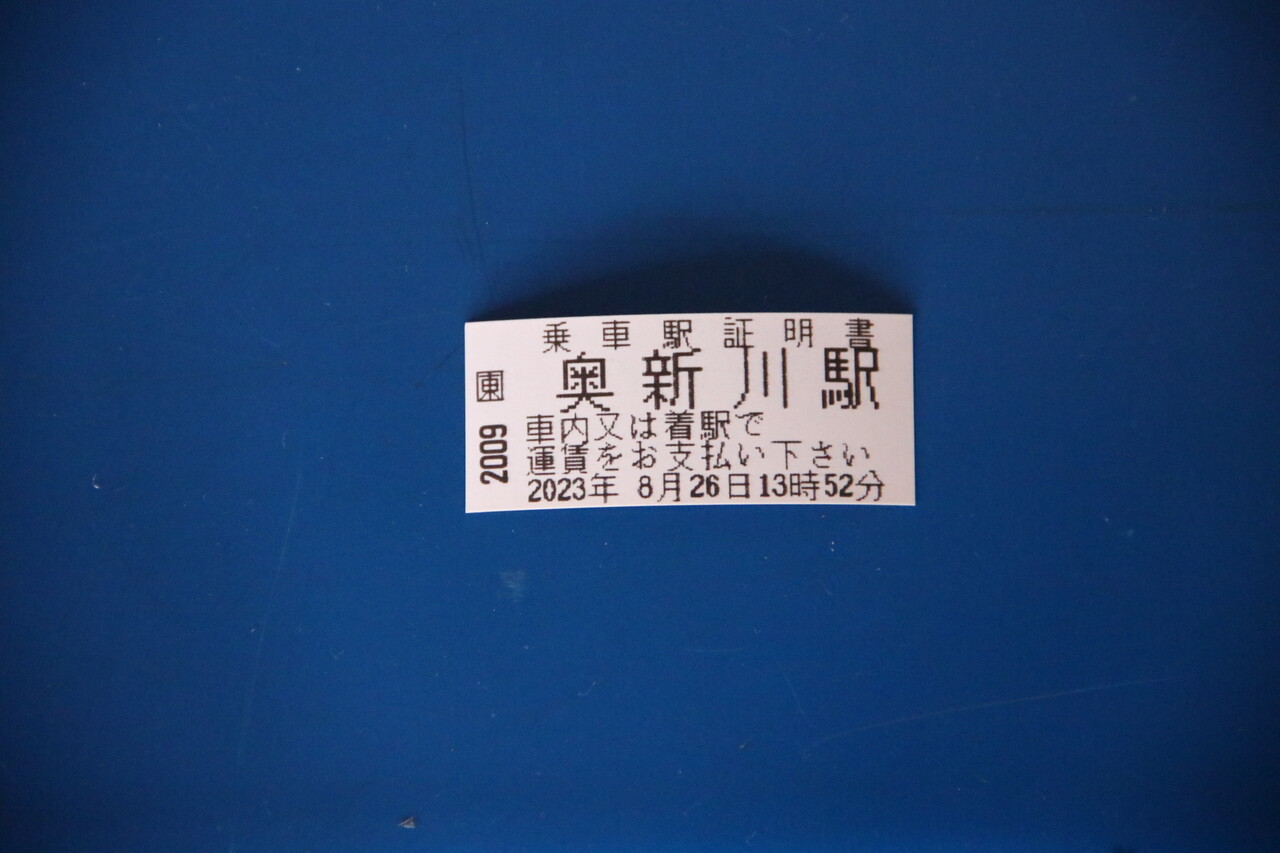 乗車駅証明書
奥新川駅
車内又は着駅で
運賃をお支払い下さい
2023年 8月26日13時52分
東
2009